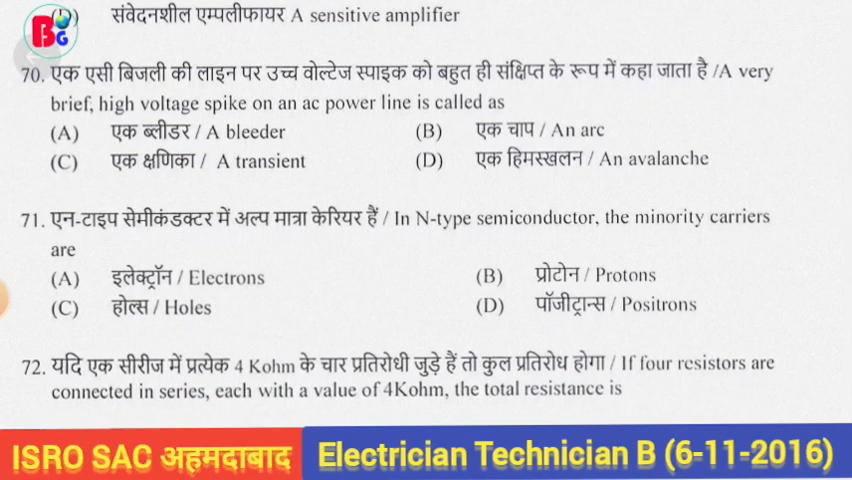 BG
(D) संवेदनशील एम्पलीफायर A sensitive amplifier
70. एक एसी बिजली की लाइन पर उच्च वोल्टेज स्पाइक को बहुत ही संक्षिप्त के रूप में कहा जाता है /A very
brief, high voltage spike on an ac power line is called as
(A) एक ब्लीडर / A bleeder (B) एक चाप / An arc
(C) एक क्षणिका / A transient (D) एक हिमस्खलन / An avalanche
71. एन-टाइप सेमीकंडक्टर में अल्प मात्रा केरियर हैं / In N-type semiconductor, the minority carriers
are
(A) इलेक्ट्रॉन / Electrons (B) प्रोटोन / Protons
(C) होल्स / Holes (D) पॉजीट्रान्स / Positrons
72. यदि एक सीरीज में प्रत्येक 4 Kohm के चार प्रतिरोधी जुड़े हैं तो कुल प्रतिरोध होगा / If four resistors are
connected in series, each with a value of 4Kohm, the total resistance is
ISRO SAC अहमदाबाद Electrician Technician B (6-11-2016)